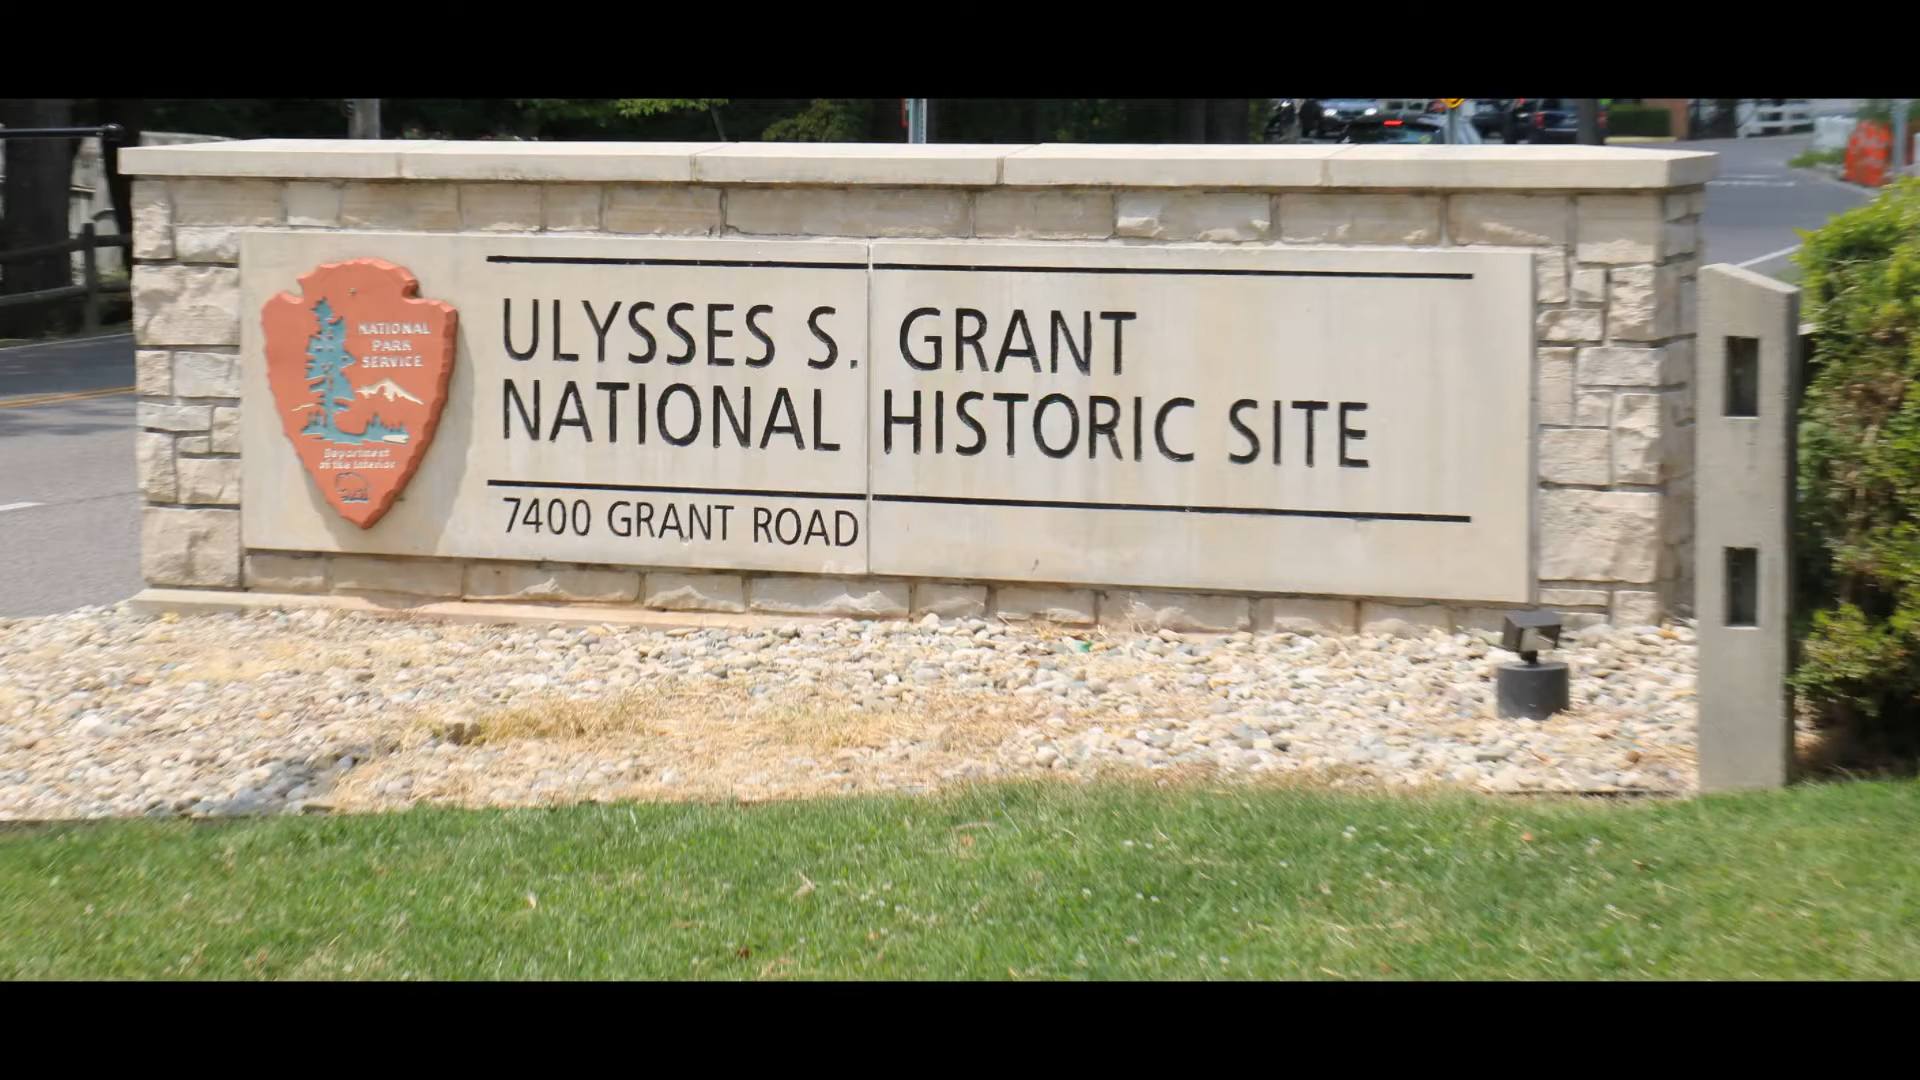 NATIONAL
PARK
SERVICE
Department
of the Interior
ULYSSES S. GRANT
NATIONAL HISTORIC SITE
7400 GRANT ROAD